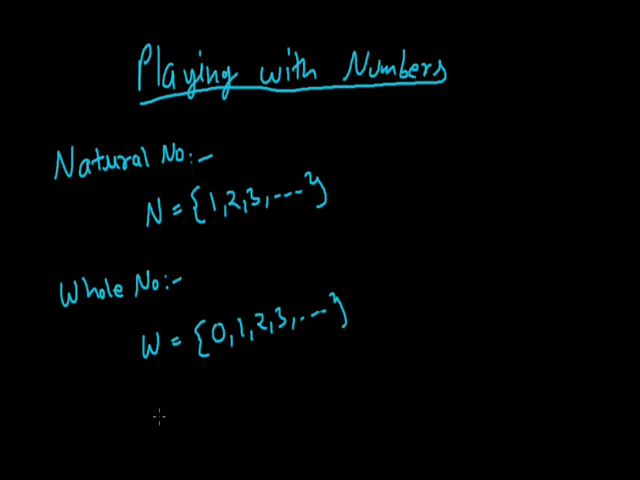 Playing with Numbers
Natural No:-
N = {1,2,3,----}
Whole No:-
W = {0,1,2,3,----}